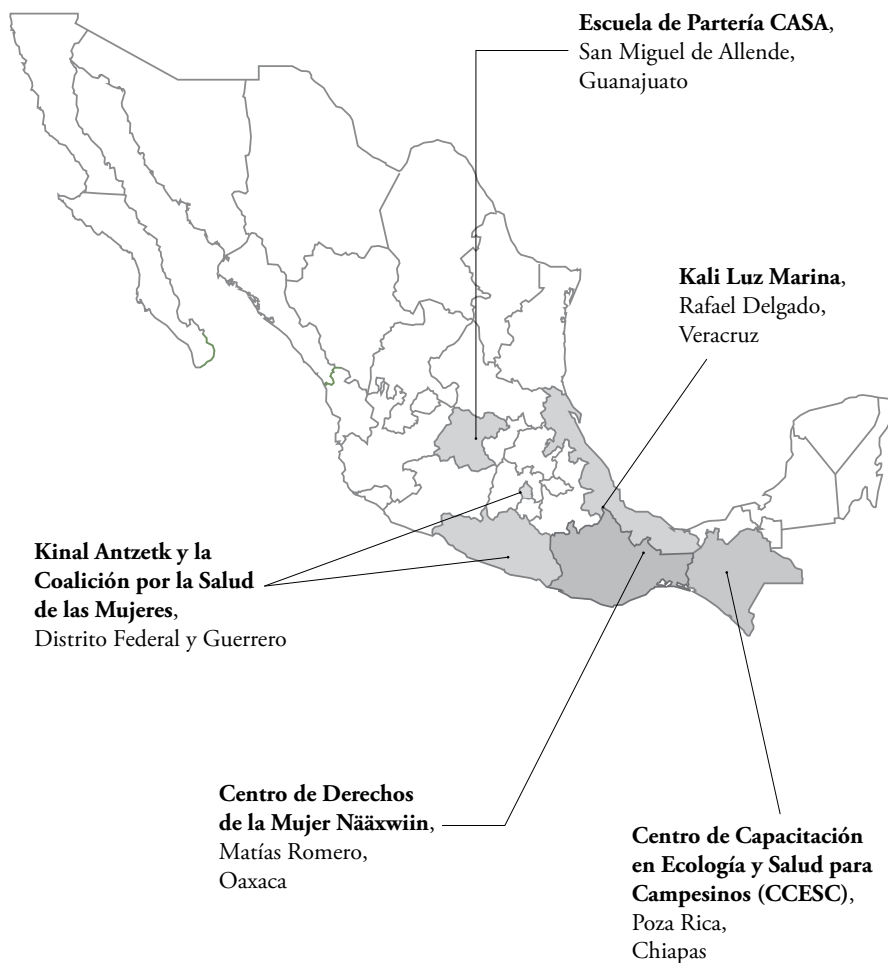 Escuela de Partería CASA,
San Miguel de Allende,
Guanajuato
Kali Luz Marina,
Rafael Delgado,
Veracruz
Kinal Antzetk y la
Coalición por la Salud
de las Mujeres,
Distrito Federal y Guerrero
Centro de Derechos
de la Mujer Nääxwiin,
Matías Romero,
Oaxaca
Centro de Capacitación
en Ecología y Salud para
Campesinos (CCESC),
Poza Rica,
Chiapas